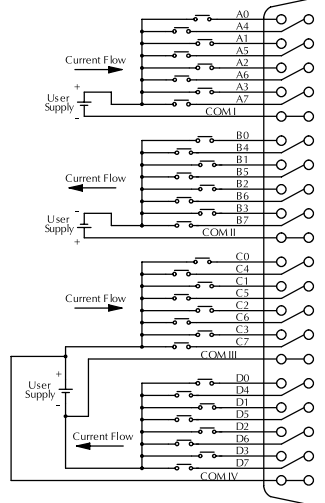 A0
A4
A1
A5
Current Flow
A2
A6
+
A3
User
Supply
A7
-
COM I
B0
B4
B1
B5
Current Flow
B2
B6
-
B3
User
Supply
B7
+
COM II
C0
C4
C1
C5
Current Flow
C2
C6
C3
C7
COM III
+
User
Supply
-
D0
D4
D1
D5
Current Flow
D2
D6
D3
D7
COM IV